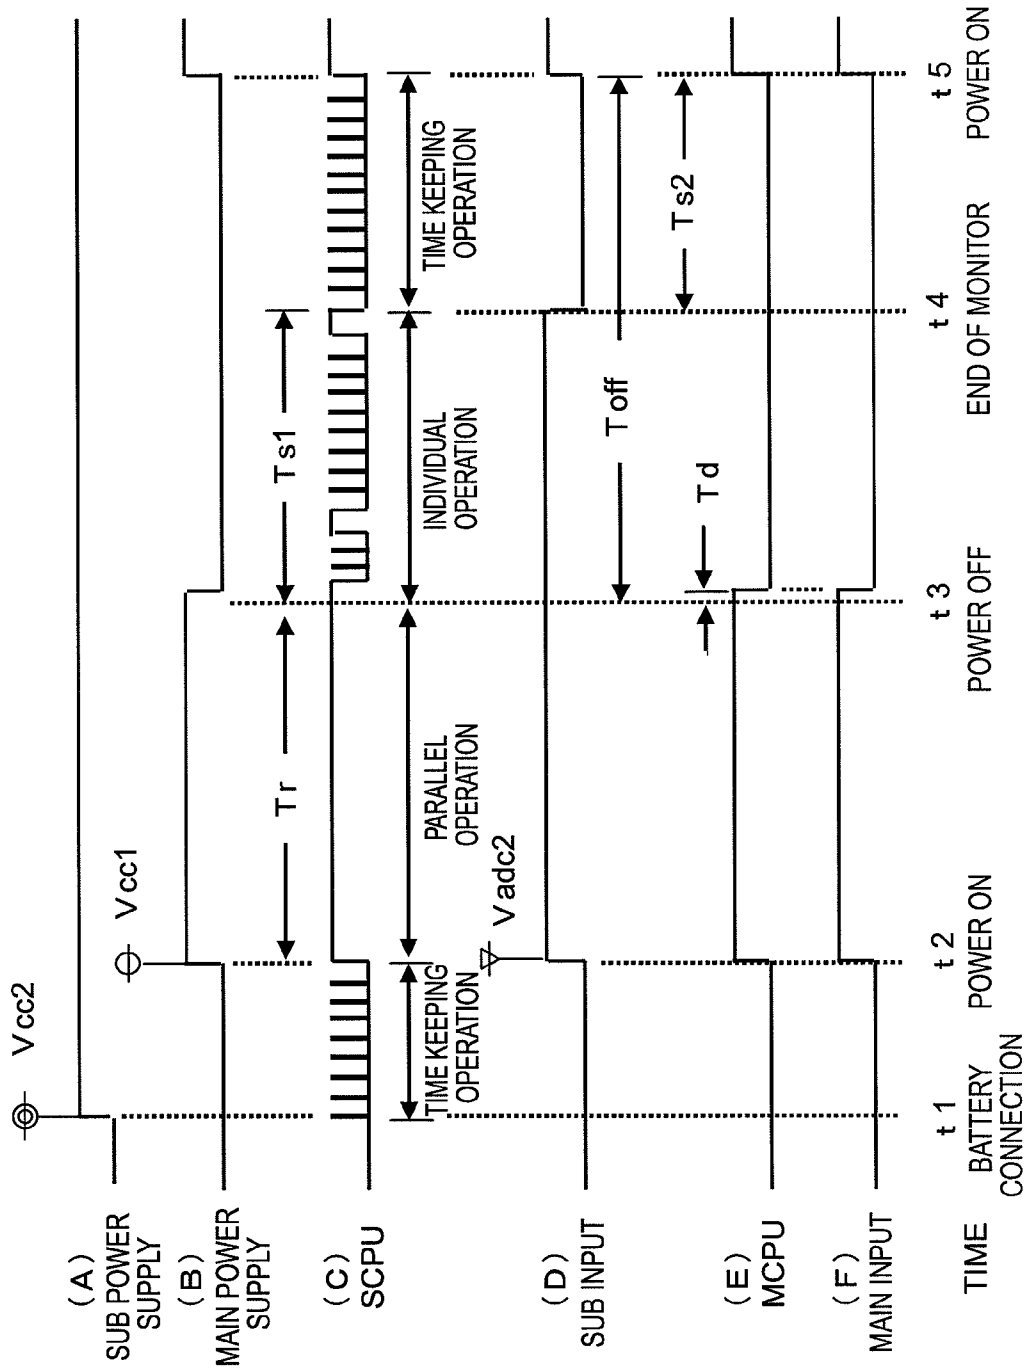 Vcc2
(A)
SUB POWER
SUPPLY
Vcc1
(B)
MAIN POWER
SUPPLY
Tr
Ts1
(C)
SCPU
TIME KEEPING
OPERATION
PARALLEL
OPERATION
INDIVIDUAL
OPERATION
TIME KEEPING
OPERATION
Vadc2
(D)
SUB INPUT
Toff
Ts2
Td
(E)
MCPU
(F)
MAIN INPUT
TIME
t1
BATTERY
CONNECTION
t2
POWER ON
t3
POWER OFF
t4
END OF MONITOR
t5
POWER ON